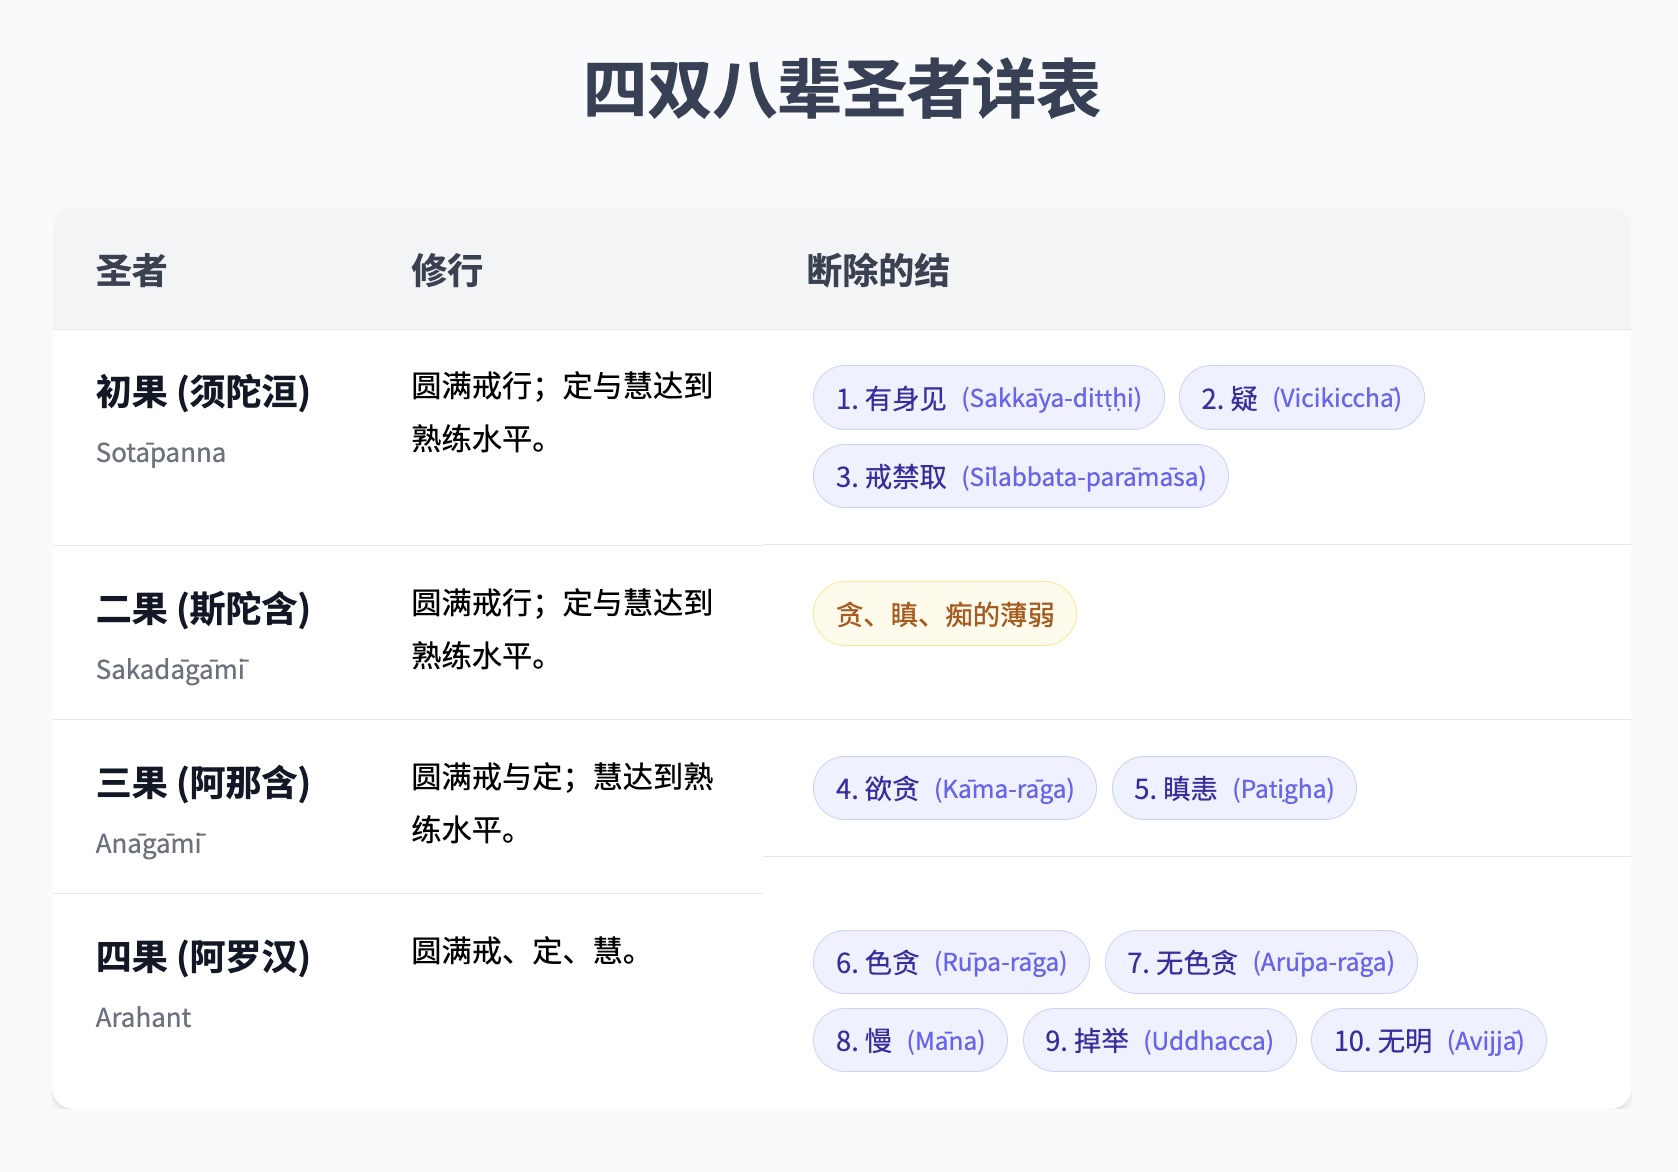 四双八辈圣者详表
圣者 修行 断除的结
初果 (须陀洹)
Sotāpanna
圆满戒行；定与慧达到
熟练水平。
1. 有身见 (Sakkāya-diṭṭhi) 2. 疑 (Vicikicchā)
3. 戒禁取 (Sīlabbata-parāmāsa)
二果 (斯陀含)
Sakadāgāmī
圆满戒行；定与慧达到
熟练水平。
贪、瞋、痴的薄弱
三果 (阿那含)
Anāgāmī
圆满戒与定；慧达到熟
练水平。
4. 欲贪 (Kāma-rāga) 5. 瞋恚 (Paṭigha)
四果 (阿罗汉)
Arahant
圆满戒、定、慧。
6. 色贪 (Rūpa-rāga) 7. 无色贪 (Arūpa-rāga)
8. 慢 (Māna) 9. 掉举 (Uddhacca) 10. 无明 (Avijjā)